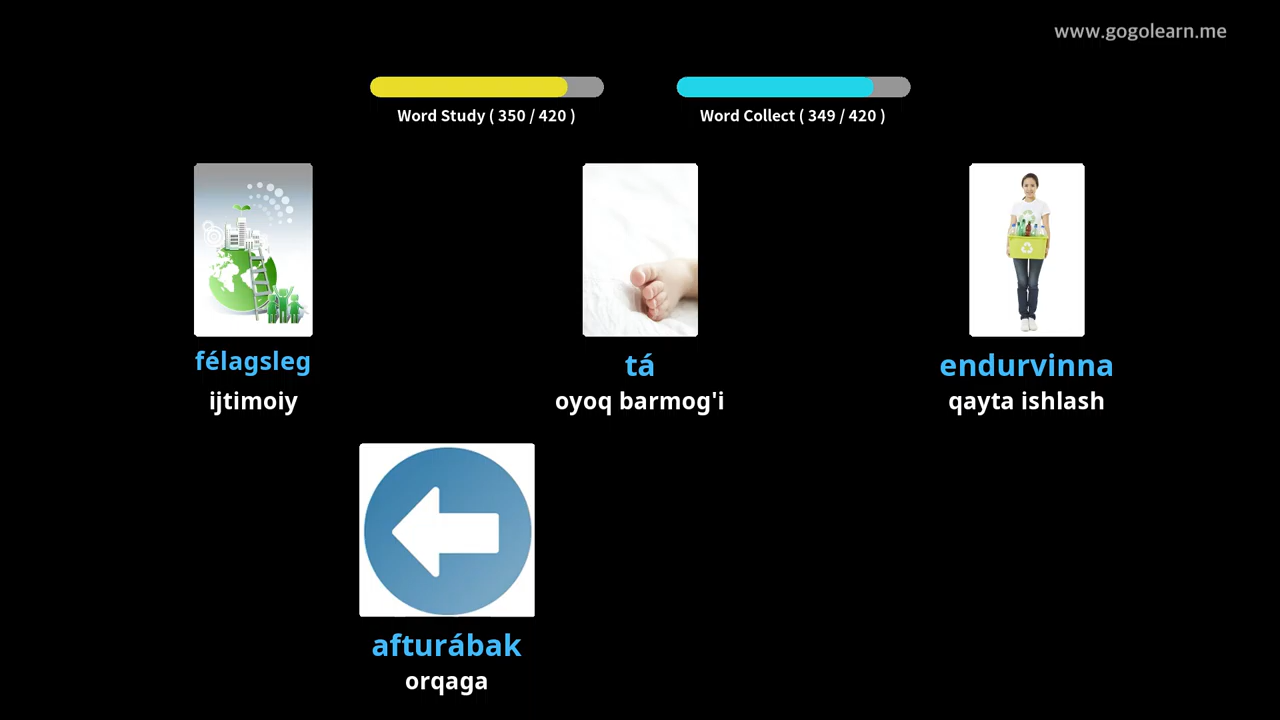 www.gogolearn.me
Word Study ( 350 / 420 )
Word Collect ( 349 / 420 )
félagsleg
ijtimoiy
tá
oyoq barmog'i
endurvinna
qayta ishlash
afturábak
orqaga